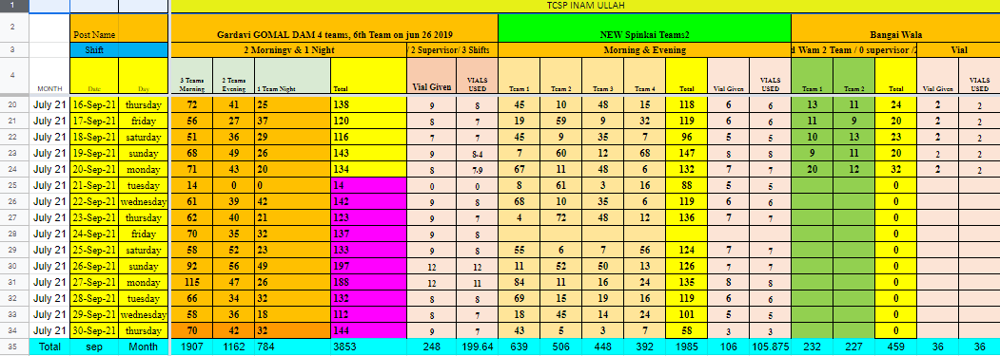 1 TCSP INAM ULLAH
2 Post Name Gardavi GOMAL DAM 4 teams, 6th Team on jun 26 2019 NEW Spinkai Teams2 Bangai Wala
3 Shift 2 Morningv & 1 Night / 2 Supervisor/ 3 Shifts Morning & Evening d Wam 2 Team / 0 supervisor /2 Vial
4 MONTH Date Day 3 Teams Morning 2 Teams Evening 1 Team Night Total Vial Given VIALS USED Team 1 Team 2 Team 3 Team 4 Total Vial Given VIALS USED Team 1 Team 2 Total Vial Given VIALS USED
20 July 21 16-Sep-21 thursday 72 41 25 138 9 8 45 10 48 15 118 6 6 13 11 24 2 2
21 July 21 17-Sep-21 friday 56 27 37 120 8 7 19 59 9 32 119 6 6 11 9 20 2 2
22 July 21 18-Sep-21 saturday 51 36 29 116 7 7 45 9 35 7 96 5 5 10 13 23 2 2
23 July 21 19-Sep-21 sunday 68 49 26 143 9 8-4 7 60 12 68 147 8 8 9 11 20 2 2
24 July 21 20-Sep-21 monday 71 43 20 134 8 7-9 67 11 48 6 132 7 7 20 12 32 2 2
25 July 21 21-Sep-21 tuesday 14 0 0 14 0 0 8 61 3 16 88 5 5 0
26 July 21 22-Sep-21 wednesday 61 39 42 142 9 8 68 10 35 6 119 6 6 0
27 July 21 23-Sep-21 thursday 62 40 21 123 9 7 4 72 48 12 136 7 7 0
28 July 21 24-Sep-21 friday 70 35 32 137 9 8 0
29 July 21 25-Sep-21 saturday 58 52 23 133 9 8 55 6 7 56 124 7 7 0
30 July 21 26-Sep-21 sunday 92 56 49 197 12 12 11 52 50 13 126 7 7 0
31 July 21 27-Sep-21 monday 115 47 26 188 12 11 84 11 16 24 135 8 8 0
32 July 21 28-Sep-21 tuesday 66 34 32 132 8 8 69 15 19 16 119 6 6 0
33 July 21 29-Sep-21 wednesday 58 36 18 112 8 7 18 45 14 24 101 5 5 0
34 July 21 30-Sep-21 thursday 70 42 32 144 9 7 43 5 3 7 58 3 3 0
35 Total sep Month 1907 1162 784 3853 248 199.64 639 506 448 392 1985 106 105.875 232 227 459 36 36